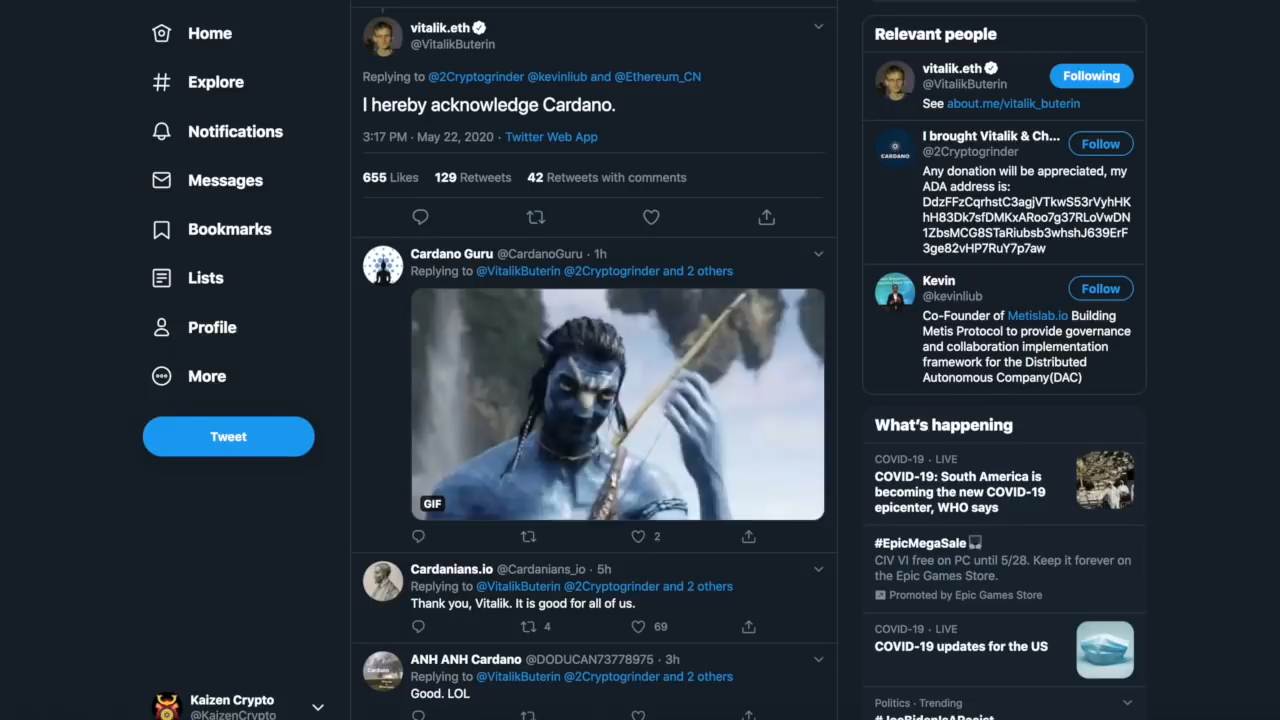 Home
Explore
Notifications
Messages
Bookmarks
Lists
Profile
More
Tweet
Kaizen Crypto
@KaizenCrypto
vitalik.eth
@VitalikButerin
Replying to @2Cryptogrinder @kevinliub and @Ethereum_CN
I hereby acknowledge Cardano.
3:17 PM · May 22, 2020 · Twitter Web App
655 Likes 129 Retweets 42 Retweets with comments
Cardano Guru @CardanoGuru · 1h
Replying to @VitalikButerin @2Cryptogrinder and 2 others
GIF
2
Cardanians.io @Cardanians_io · 5h
Replying to @VitalikButerin @2Cryptogrinder and 2 others
Thank you, Vitalik. It is good for all of us.
4 69
ANH ANH Cardano @DODUCAN73778975 · 3h
Replying to @VitalikButerin @2Cryptogrinder and 2 others
Good. LOL
Relevant people
vitalik.eth
@VitalikButerin
Following
See about.me/vitalik_buterin
I brought Vitalik & Ch...
@2Cryptogrinder
Follow
CARDANO
Any donation will be appreciated, my
ADA address is:
DdzFFzCqrhstC3agjVTkwS53rVyhHK
hH83Dk7sfDMKxARoo7g37RLoVwDN
1ZbsMCG8STaRiubsb3whshJ639ErF
3ge82vHP7RuY7p7aw
Kevin
@kevinliub
Follow
Co-Founder of Metislab.io Building
Metis Protocol to provide governance
and collaboration implementation
framework for the Distributed
Autonomous Company(DAC)
What's happening
COVID-19 · LIVE
COVID-19: South America is
becoming the new COVID-19
epicenter, WHO says
#EpicMegaSale
CIV VI free on PC until 5/28. Keep it forever on
the Epic Games Store.
Promoted by Epic Games Store
COVID-19 · LIVE
COVID-19 updates for the US
Politics · Trending
#JoeBidenIsARacist